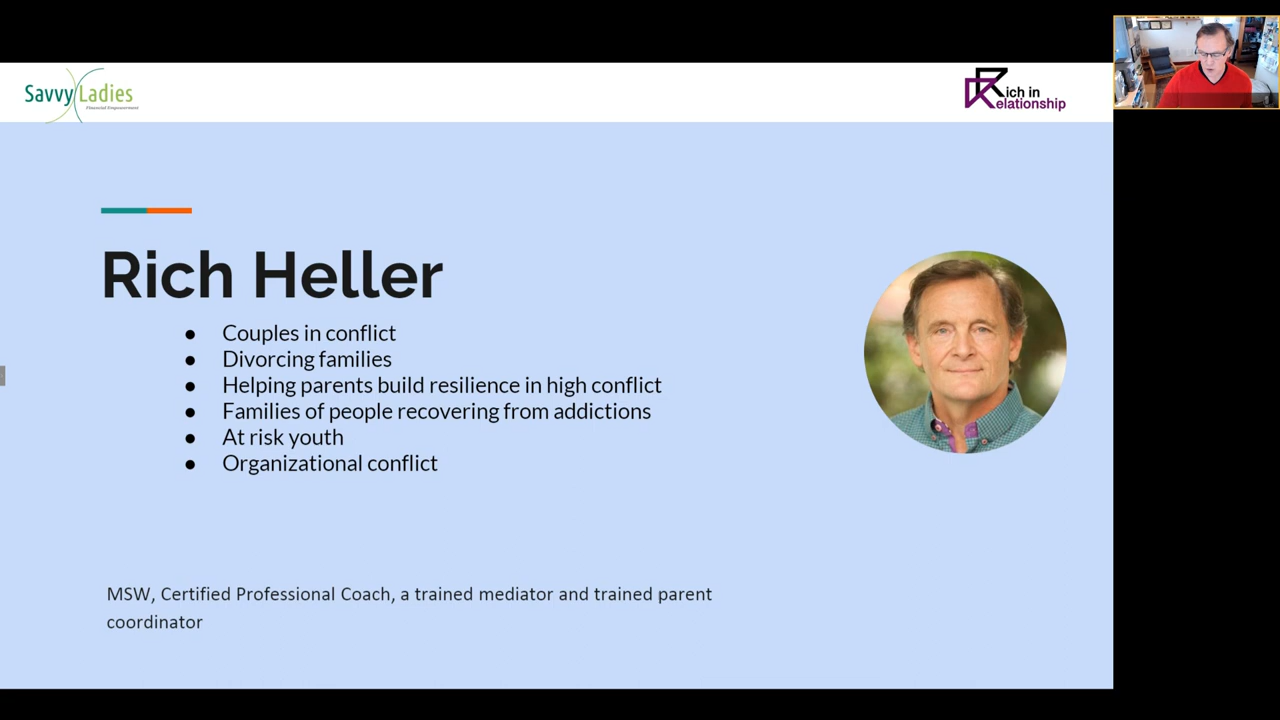 Savvy Ladies
Financial Empowerment
Rich in
Relationship
Rich Heller
● Couples in conflict
● Divorcing families
● Helping parents build resilience in high conflict
● Families of people recovering from addictions
● At risk youth
● Organizational conflict
MSW, Certified Professional Coach, a trained mediator and trained parent
coordinator